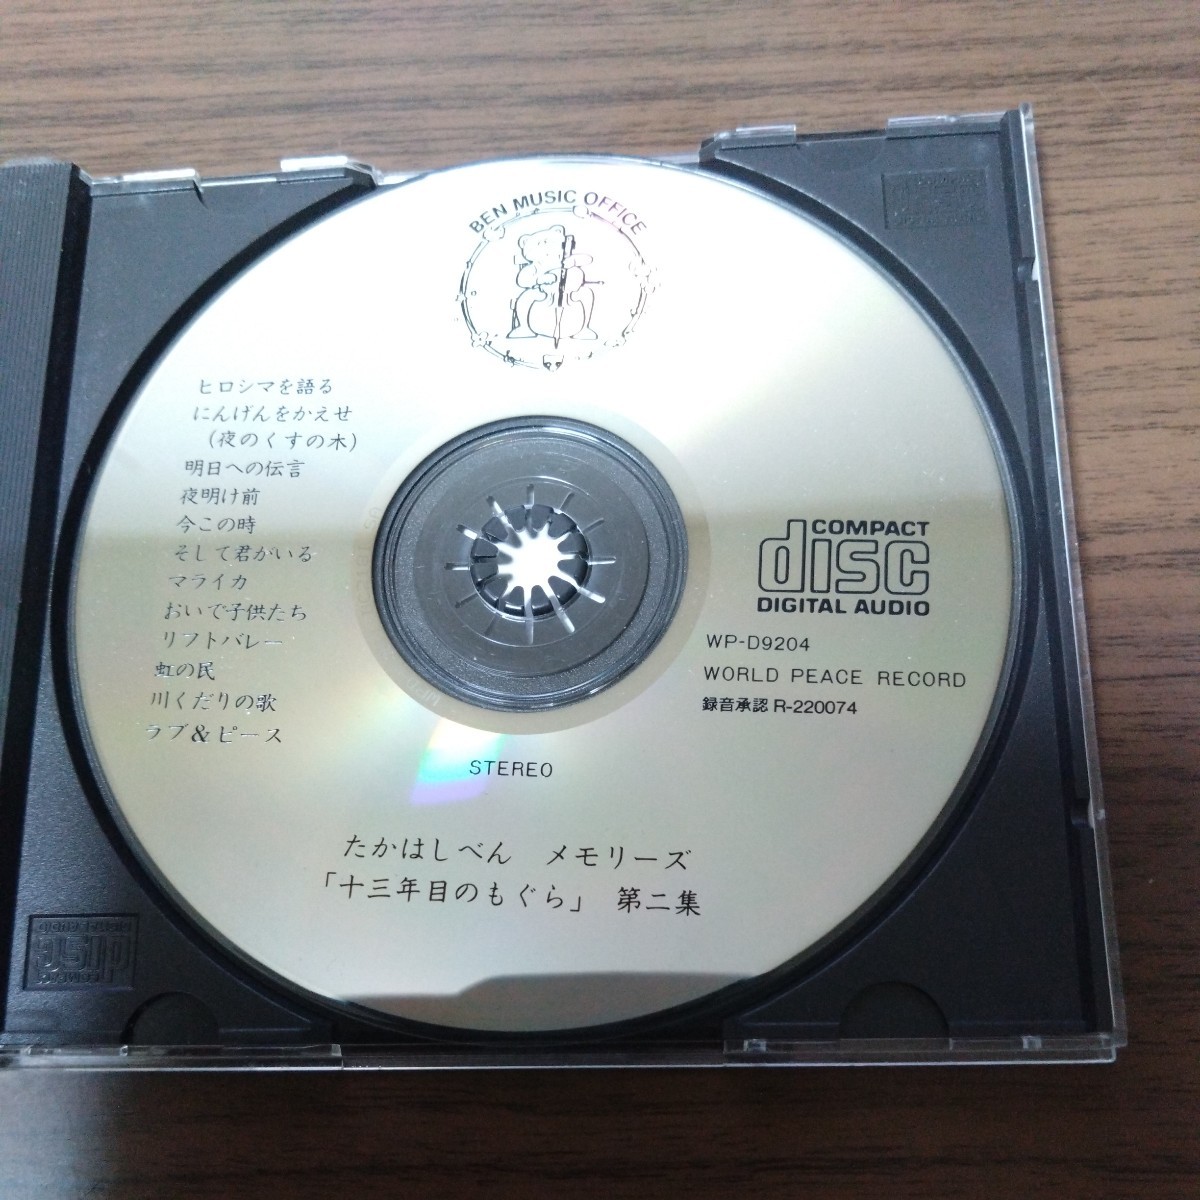 BEN MUSIC OFFICE
ヒロシマを語る
にんげんをかえせ
(夜のくすの木)
明日への伝言
夜明け前
今この時
そして君がいる
マライカ
おいで子供たち
リフトバレー
虹の民
川くだりの歌
ラブ&ピース
COMPACT
disc
DIGITAL AUDIO
WP-D9204
WORLD PEACE RECORD
録音承認 R-220074
STEREO
たかはしべん メモリーズ
「十三年目のもぐら」 第二集